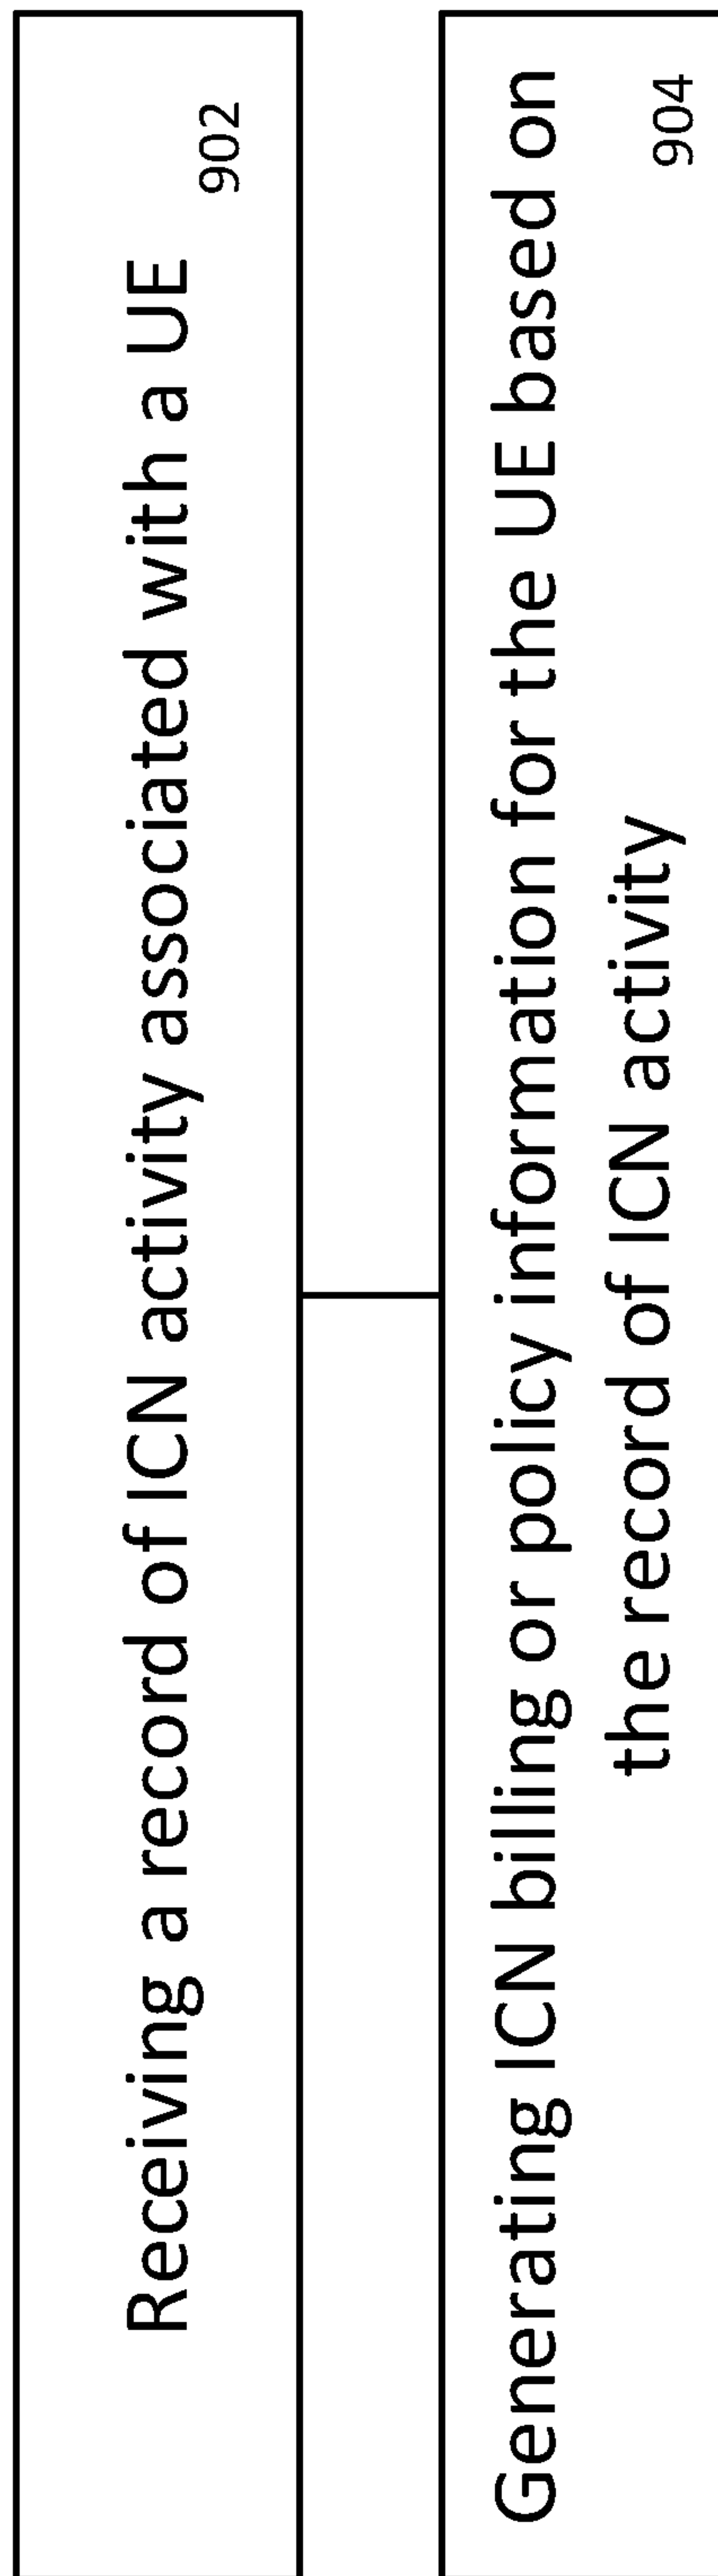 Receiving a record of ICN activity associated with a UE
902
Generating ICN billing or policy information for the UE based on
the record of ICN activity
904